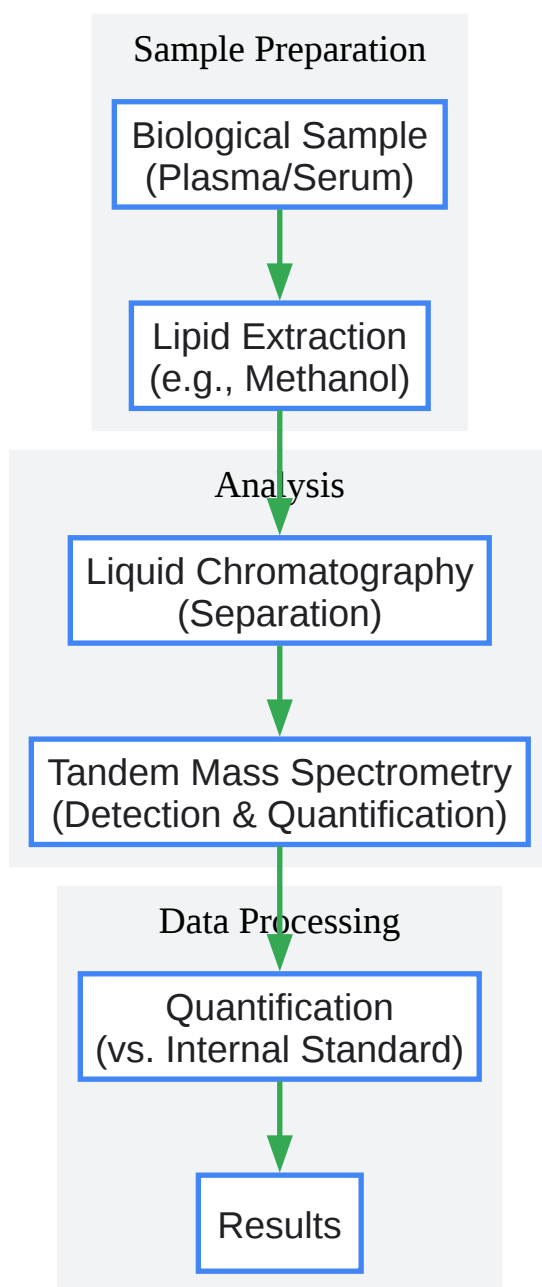 Sample Preparation
Biological Sample
(Plasma/Serum)
Lipid Extraction
(e.g., Methanol)
Analysis
Liquid Chromatography
(Separation)
Tandem Mass Spectrometry
(Detection & Quantification)
Data Processing
Quantification
(vs. Internal Standard)
Results